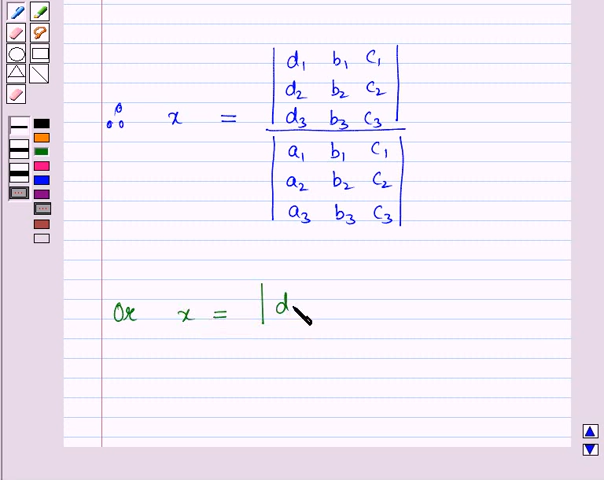 | d₁ b₁ c₁ |
| d₂ b₂ c₂ |
∴ x = | d₃ b₃ c₃ |
| a₁ b₁ c₁ |
| a₂ b₂ c₂ |
| a₃ b₃ c₃ |
Or x = | d